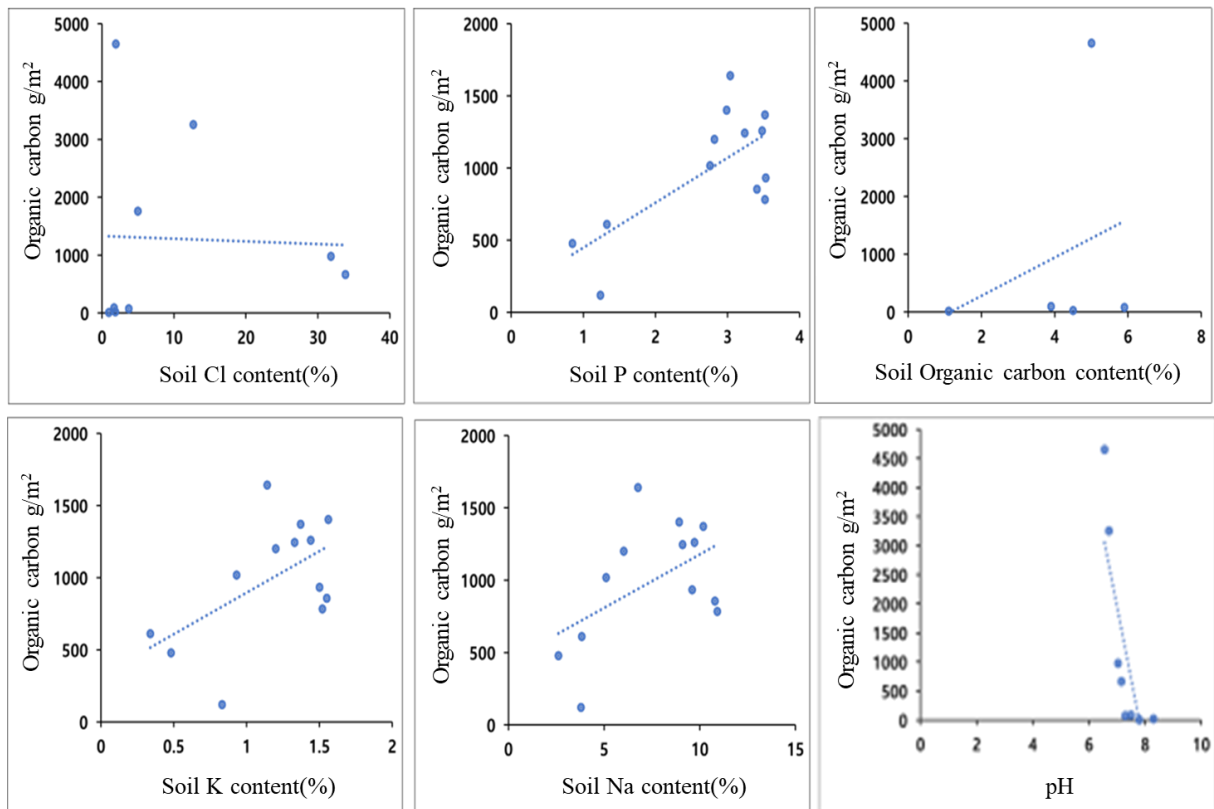 5000
4000
3000
2000
1000
0
0 10 20 30 40
Organic carbon g/m²
Soil Cl content(%)
2000
1500
1000
500
0
0 1 2 3 4
Organic carbon g/m²
Soil P content(%)
5000
4000
3000
2000
1000
0
0 2 4 6 8
Organic carbon g/m²
Soil Organic carbon content(%)
2000
1500
1000
500
0
0 0.5 1 1.5 2
Organic carbon g/m²
Soil K content(%)
2000
1500
1000
500
0
0 5 10 15
Organic carbon g/m²
Soil Na content(%)
5000
4500
4000
3500
3000
2500
2000
1500
1000
500
0
0 2 4 6 8 10
Organic carbon g/m²
pH